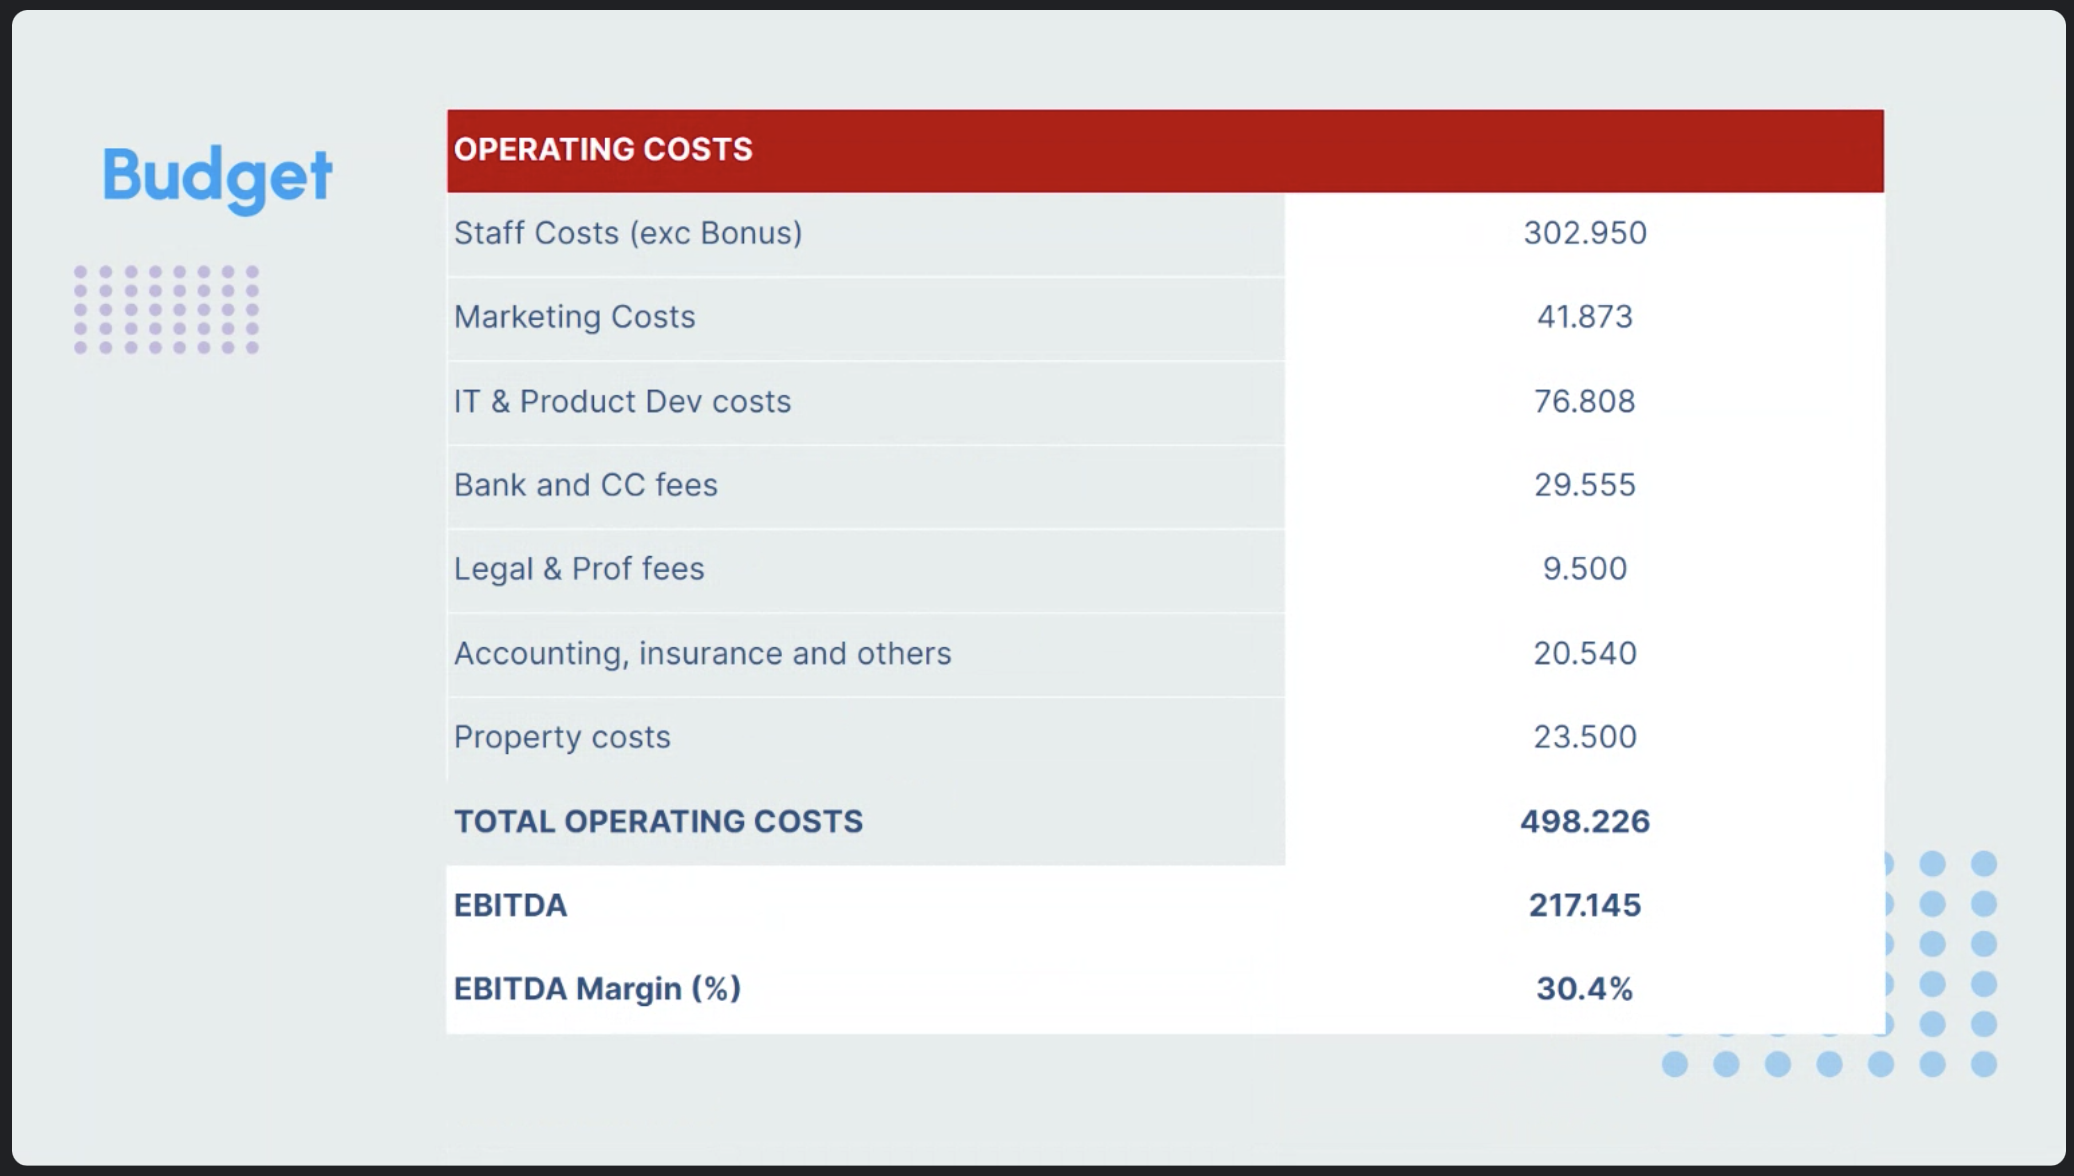 Budget
OPERATING COSTS
Staff Costs (exc Bonus) 302.950
Marketing Costs 41.873
IT & Product Dev costs 76.808
Bank and CC fees 29.555
Legal & Prof fees 9.500
Accounting, insurance and others 20.540
Property costs 23.500
TOTAL OPERATING COSTS 498.226
EBITDA 217.145
EBITDA Margin (%) 30.4%